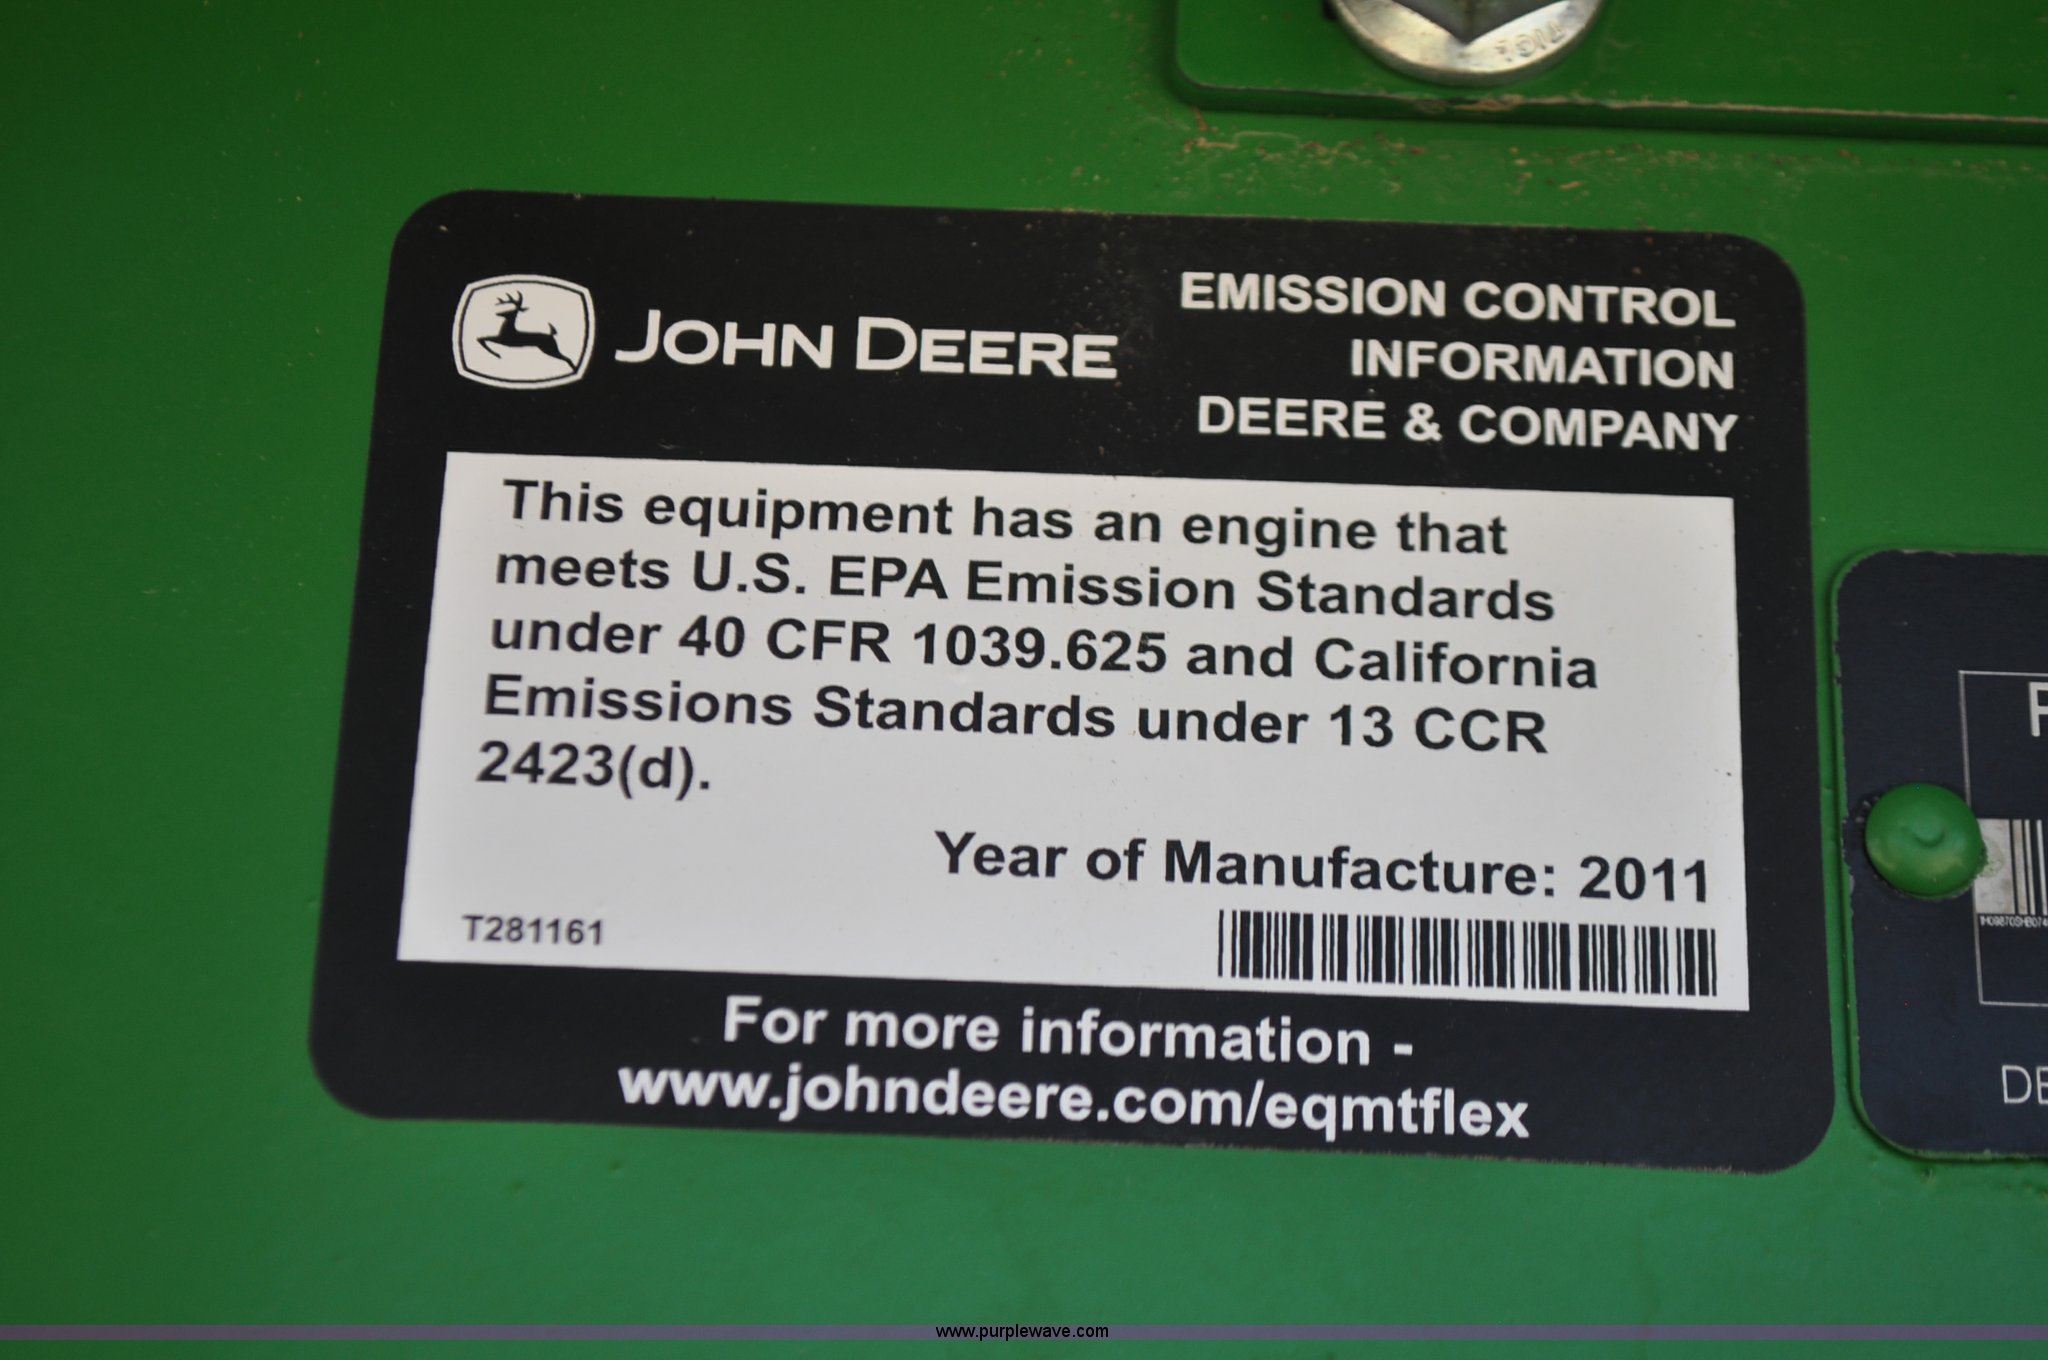 JOHN DEERE
EMISSION CONTROL
INFORMATION
DEERE & COMPANY
This equipment has an engine that
meets U.S. EPA Emission Standards
under 40 CFR 1039.625 and California
Emissions Standards under 13 CCR
2423(d).
Year of Manufacture: 2011
T281161
For more information -
www.johndeere.com/eqmtflex
DE
www.purplewave.com